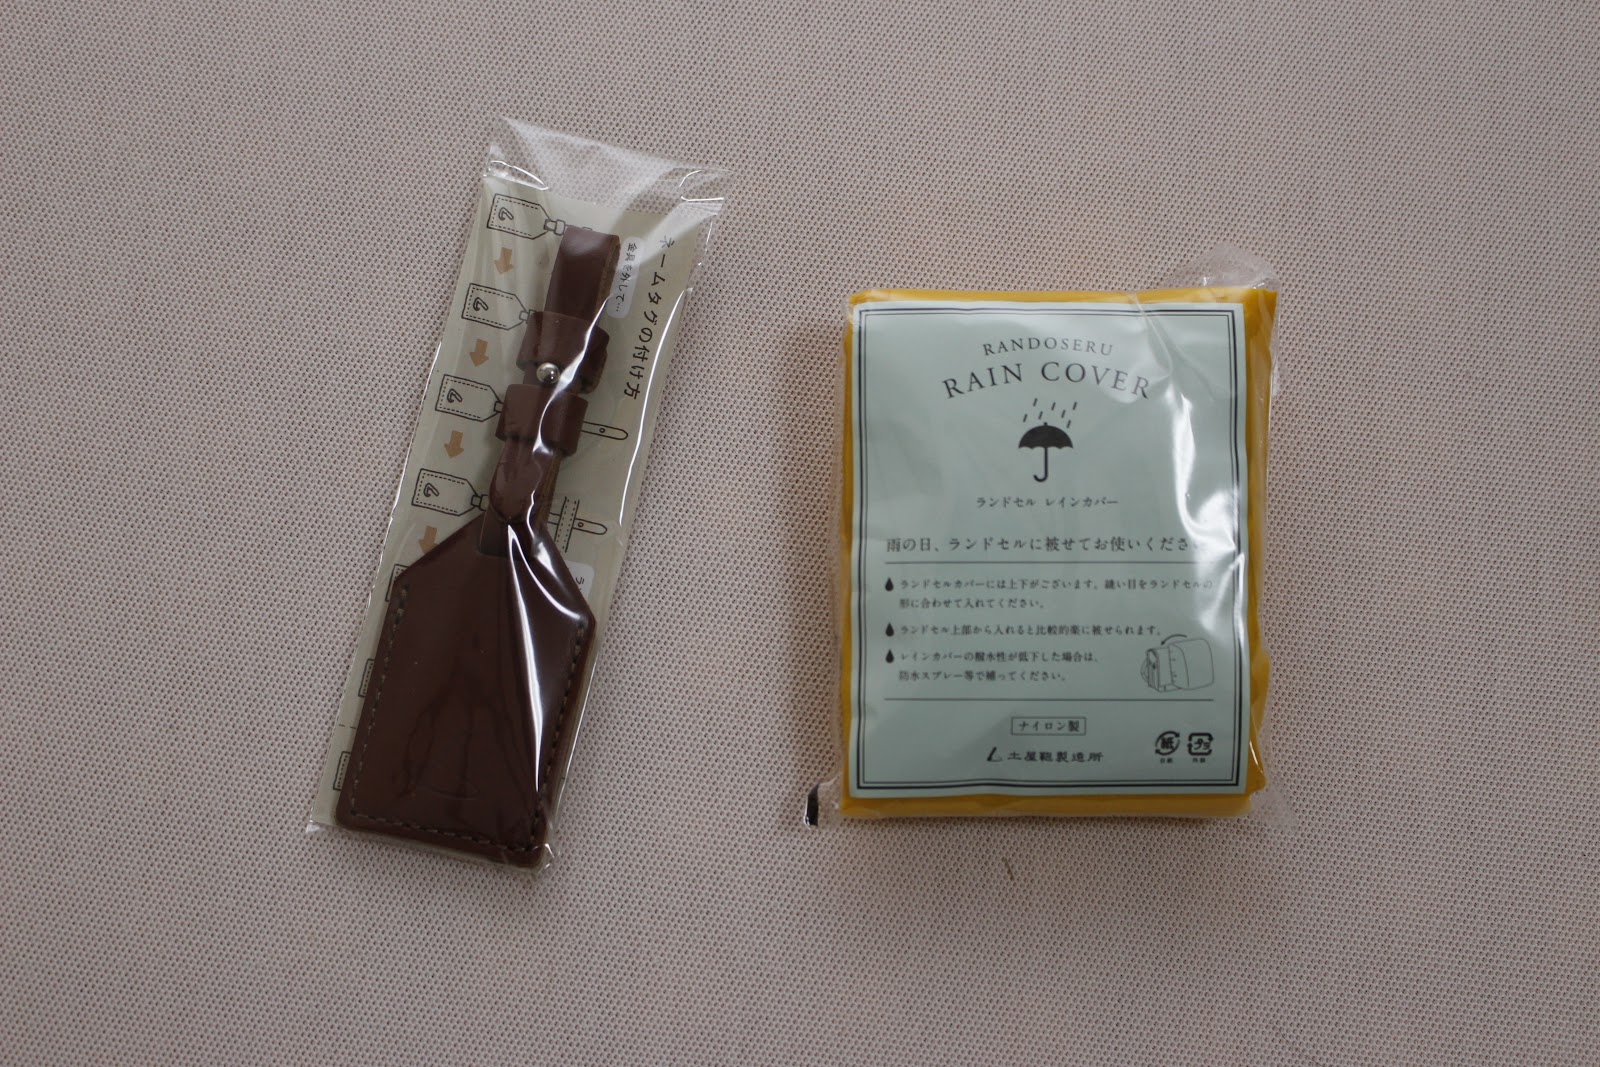 ネームタグの付け方
金具を外して…
RANDOSERU
RAIN COVER
ランドセル レインカバー
雨の日、ランドセルに被せてお使いください
ランドセルカバーには上下がございます。縫い目をランドセルの
形に合わせて入れてください。
ランドセル上部から入れると比較的楽に被せられます。
レインカバーの撥水性が低下した場合は、
防水スプレー等で補ってください。
ナイロン製
土屋鞄製造所
紙
台紙
プラ
外袋